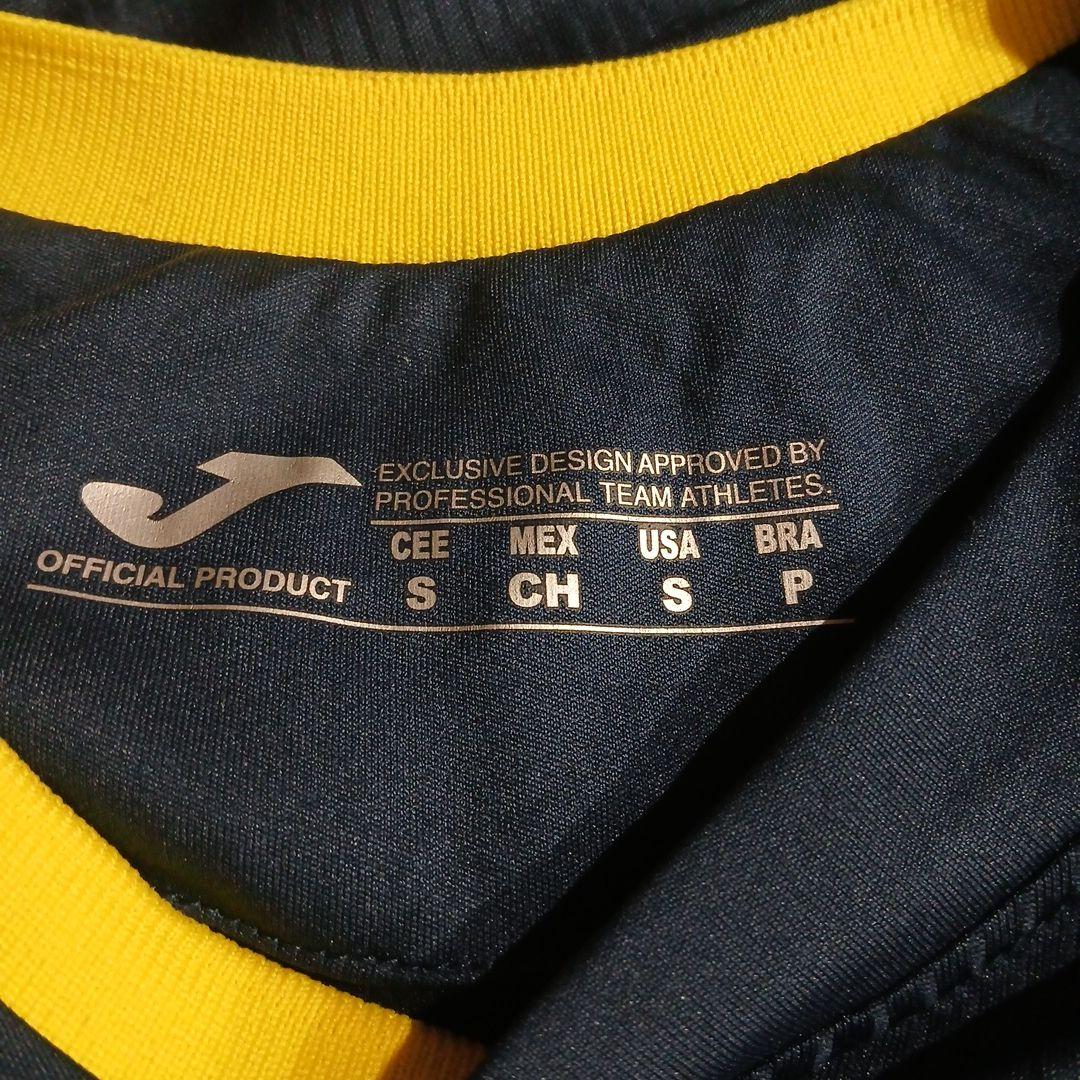 EXCLUSIVE DESIGN APPROVED BY
PROFESSIONAL TEAM ATHLETES.
CEE MEX USA BRA
S CH S P
OFFICIAL PRODUCT